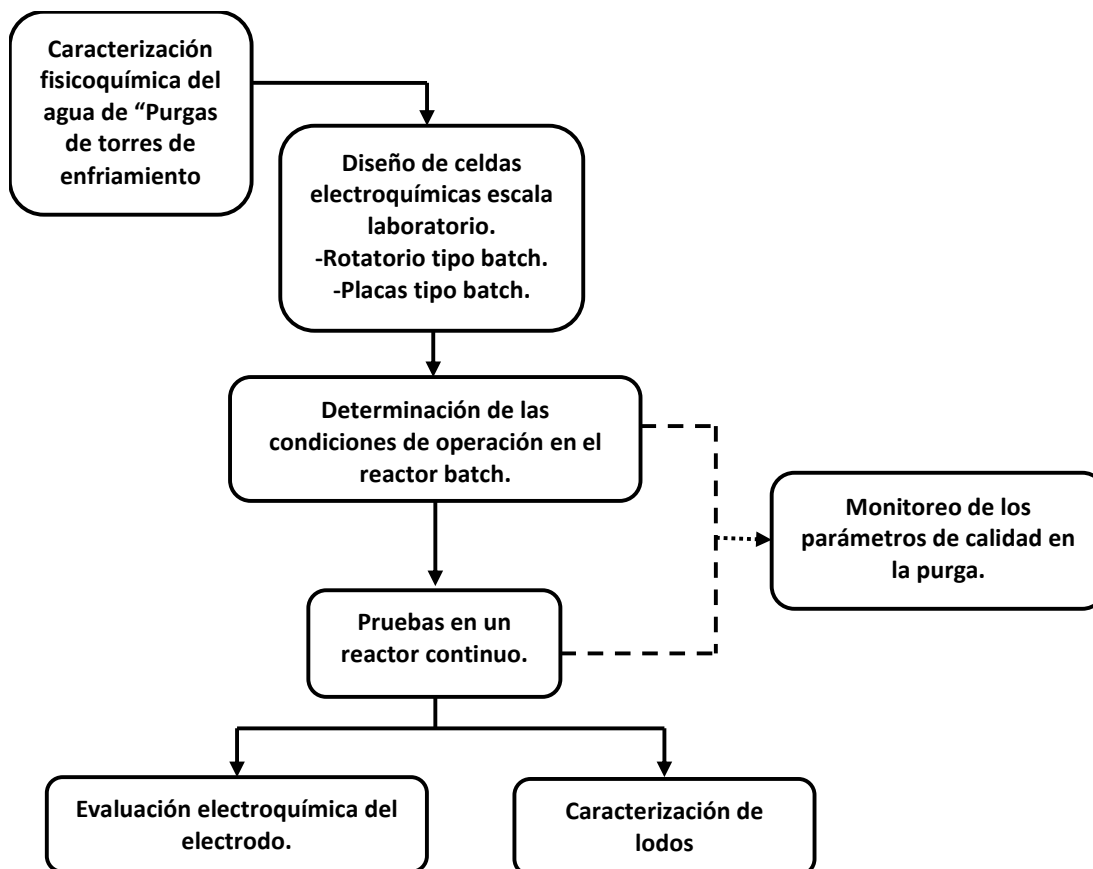 Caracterización
fisicoquímica del
agua de “Purgas
de torres de
enfriamiento
Diseño de celdas
electroquímicas escala
laboratorio.
-Rotatorio tipo batch.
-Placas tipo batch.
Determinación de las
condiciones de operación en el
reactor batch.
Monitoreo de los
parámetros de calidad en
la purga.
Pruebas en un
reactor continuo.
Evaluación electroquímica del
electrodo.
Caracterización de
lodos